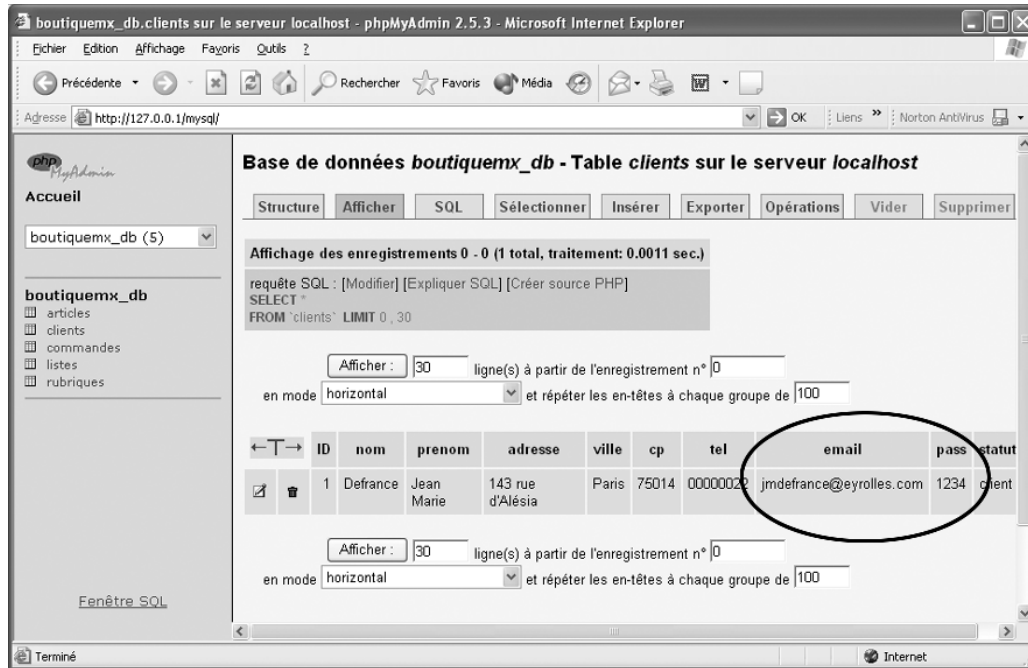 boutiquemx_db.clients sur le serveur localhost - phpMyAdmin 2.5.3 - Microsoft Internet Explorer
Fichier Edition Affichage Favoris Outils ?
Précédente Rechercher Favoris Média
Adresse http://127.0.0.1/mysql/ OK Liens » Norton AntiVirus
php
MyAdmin
Accueil
boutiquemx_db (5)
boutiquemx_db
articles
clients
commandes
listes
rubriques
Fenêtre SQL
Base de données boutiquemx_db - Table clients sur le serveur localhost
Structure Afficher SQL Sélectionner Insérer Exporter Opérations Vider Supprimer
Affichage des enregistrements 0 - 0 (1 total, traitement: 0.0011 sec.)
requête SQL : [Modifier] [Expliquer SQL] [Créer source PHP]
SELECT *
FROM `clients` LIMIT 0 , 30
Afficher : 30 ligne(s) à partir de l'enregistrement n° 0
en mode horizontal et répéter les en-têtes à chaque groupe de 100
←T→ ID nom prenom adresse ville cp tel email pass statut
1 Defrance Jean Marie 143 rue d'Alésia Paris 75014 00000022 jmdefrance@eyrolles.com 1234 client
Afficher : 30 ligne(s) à partir de l'enregistrement n° 0
en mode horizontal et répéter les en-têtes à chaque groupe de 100
Terminé Internet